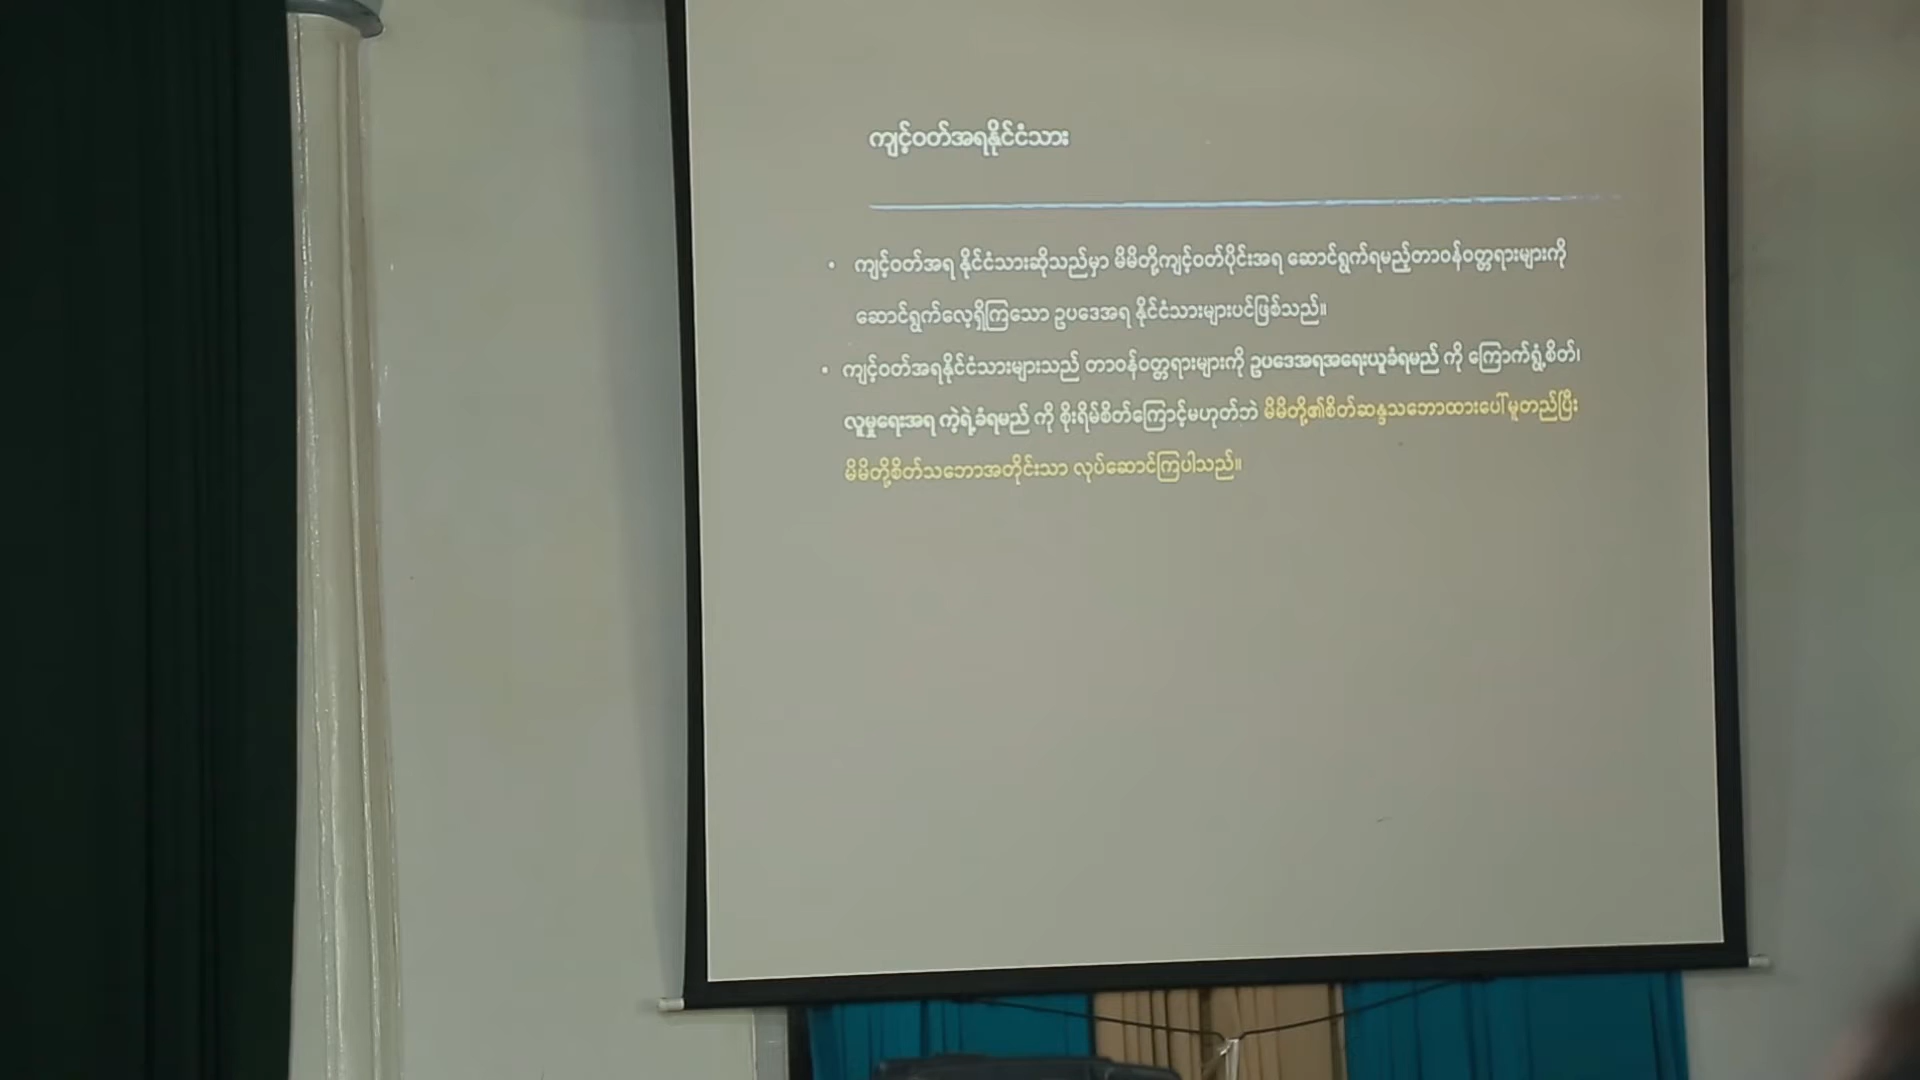 ကျင့်ဝတ်အရနိုင်ငံသား
• ကျင့်ဝတ်အရ နိုင်ငံသားဆိုသည်မှာ မိမိတို့ကျင့်ဝတ်ပိုင်းအရ ဆောင်ရွက်ရမည့်တာဝန်ဝတ္တရားများကို
ဆောင်ရွက်လေ့ရှိကြသော ဥပဒေအရ နိုင်ငံသားများပင်ဖြစ်သည်။
• ကျင့်ဝတ်အရနိုင်ငံသားများသည် တာဝန်ဝတ္တရားများကို ဥပဒေအရအရေးယူခံရမည် ကို ကြောက်ရွံ့စိတ်၊
လူမှုရေးအရ ကဲ့ရဲ့ခံရမည် ကို စိုးရိမ်စိတ်ကြောင့်မဟုတ်ဘဲ မိမိတို့၏စိတ်ဆန္ဒသဘောထားပေါ်မူတည်ပြီး
မိမိတို့စိတ်သဘောအတိုင်းသာ လုပ်ဆောင်ကြပါသည်။